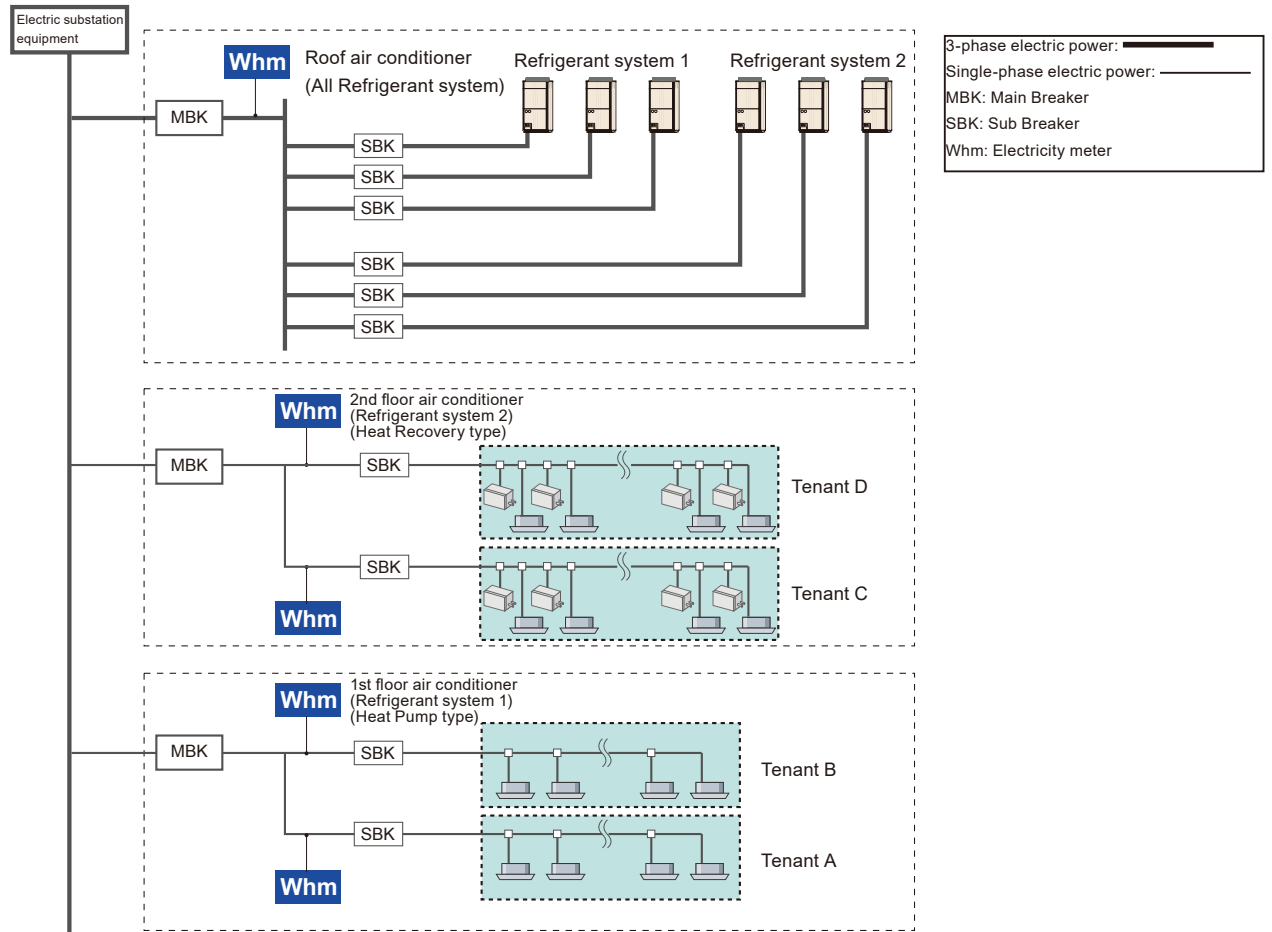 Electric substation
equipment
Whm
Roof air conditioner
(All Refrigerant system)
Refrigerant system 1
Refrigerant system 2
MBK
SBK
SBK
SBK
SBK
SBK
SBK
3-phase electric power:
Single-phase electric power:
MBK: Main Breaker
SBK: Sub Breaker
Whm: Electricity meter
Whm
2nd floor air conditioner
(Refrigerant system 2)
(Heat Recovery type)
MBK
SBK
Tenant D
SBK
Tenant C
Whm
Whm
1st floor air conditioner
(Refrigerant system 1)
(Heat Pump type)
MBK
SBK
Tenant B
SBK
Tenant A
Whm